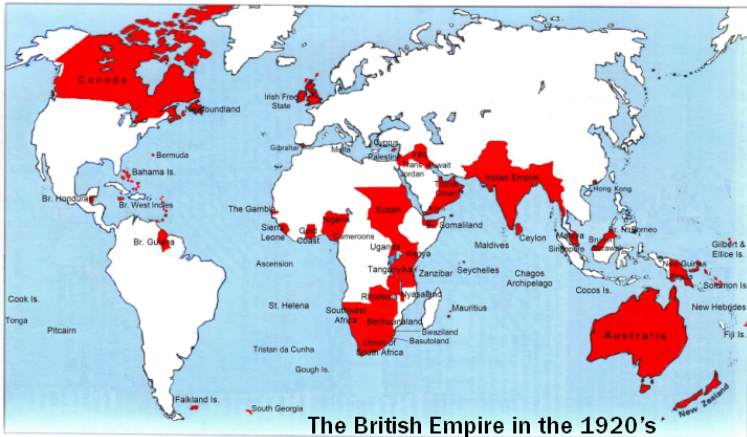 Canada
Newfoundland
Irish Free
State
Gibraltar
Malta
Cyprus
Palestine
Trans
Jordan
Iraq
Kuwait
Trucial
Oman
Indian Empire
Hong Kong
Bermuda
Bahama Is.
Br. Honduras
Br. West Indies
Br. Guiana
The Gambia
Sierra
Leone
Gold
Coast
Nigeria
Cameroons
Sudan
Br. Somaliland
Uganda
Kenya
Tanganyika
Zanzibar
Maldives
Ceylon
Malaya
Singapore
Sarawak
New Guinea
Gilbert &
Ellice Is.
Solomon Is.
Ascension
Seychelles
Chagos
Archipelago
Cocos Is.
New Hebrides
Fiji Is.
Cook Is.
Tonga
Pitcairn
St. Helena
Rhodesia
Nyasaland
Mauritius
Southwest
Africa
Bechuanaland
Swaziland
Basutoland
Union of
South Africa
Australia
Tristan da Cunha
Gough Is.
Falkland Is.
South Georgia
New Zealand
The British Empire in the 1920's